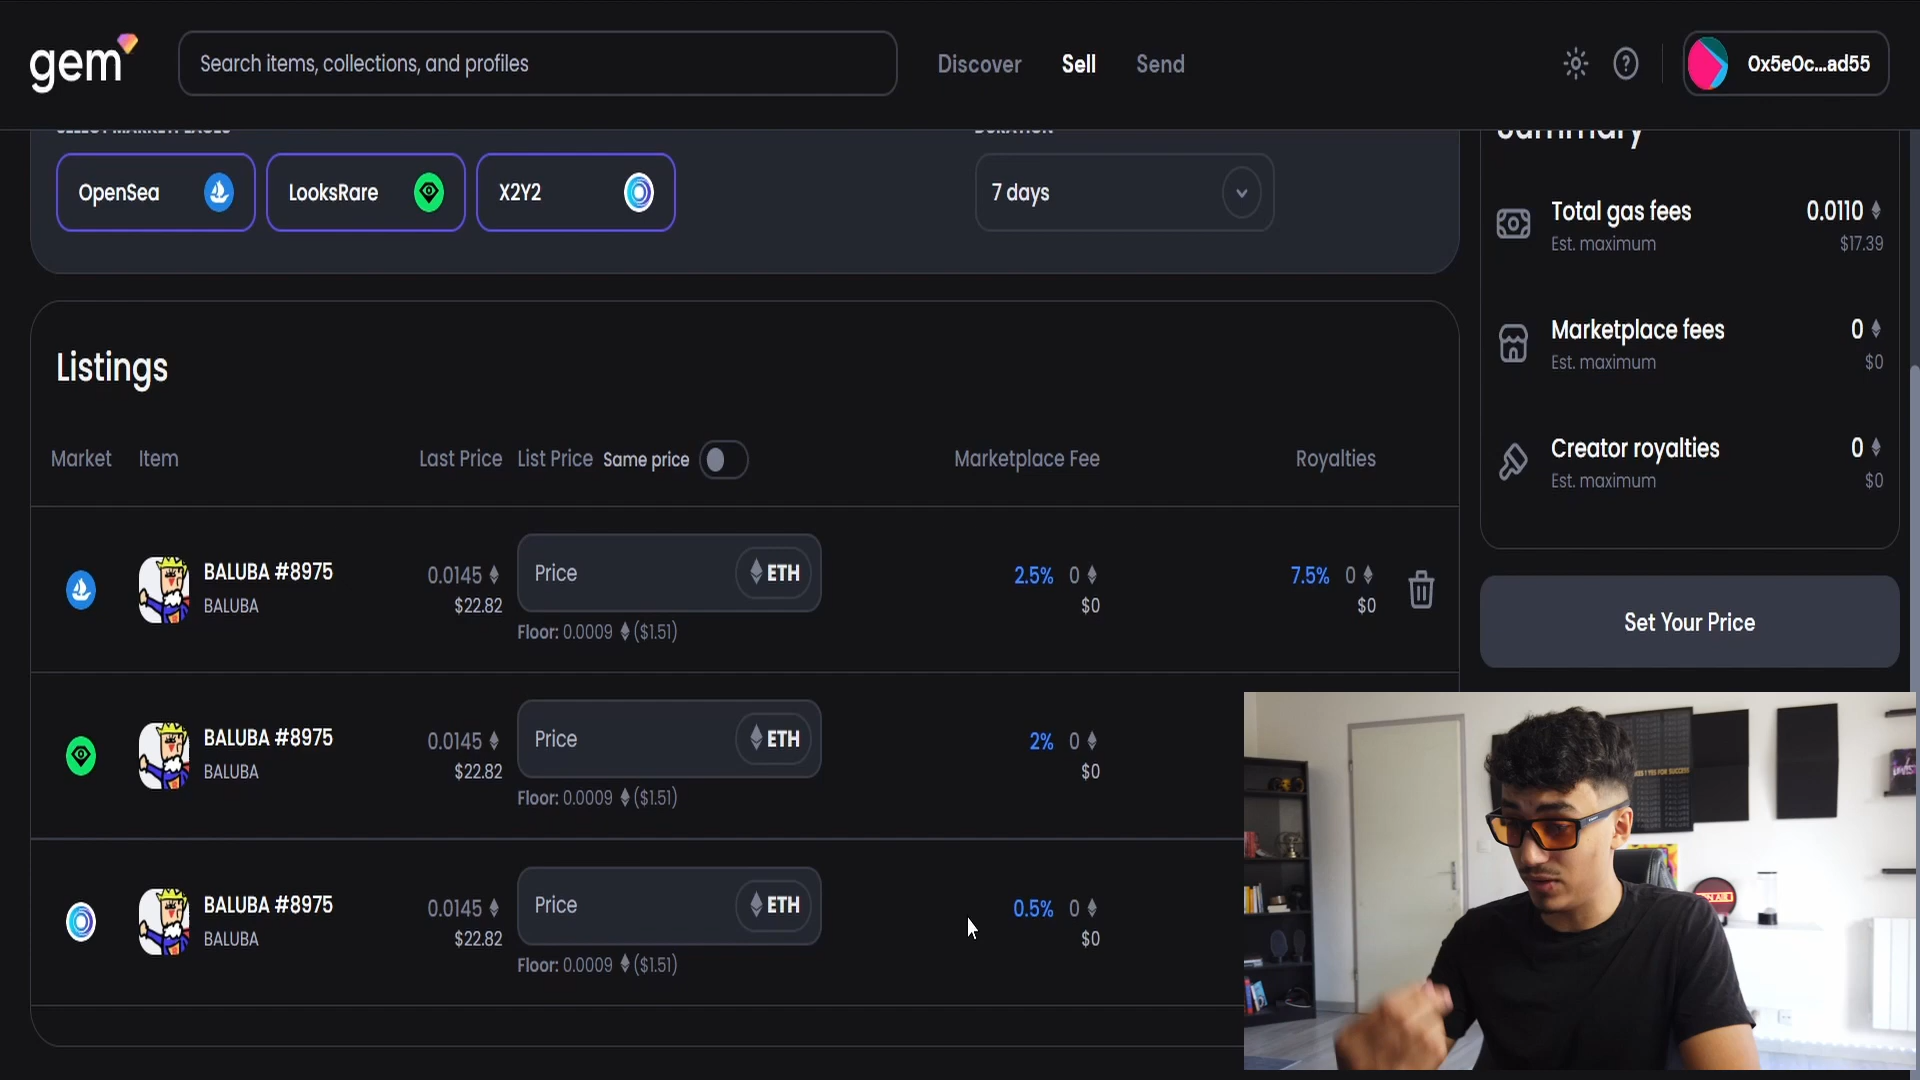 gem
Search items, collections, and profiles
Discover
Sell
Send
0x5e0c...ad55
SELECT MARKETPLACES
DURATION
Summary
OpenSea
LooksRare
X2Y2
7 days
Total gas fees
0.0110
Est. maximum
$17.39
Marketplace fees
0
Est. maximum
$0
Creator royalties
0
Est. maximum
$0
Set Your Price
Listings
Market
Item
Last Price
List Price
Same price
Marketplace Fee
Royalties
BALUBA #8975
BALUBA
0.0145
$22.82
Price
ETH
Floor: 0.0009 ($1.51)
2.5% 0
$0
7.5% 0
$0
BALUBA #8975
BALUBA
0.0145
$22.82
Price
ETH
Floor: 0.0009 ($1.51)
2% 0
$0
BALUBA #8975
BALUBA
0.0145
$22.82
Price
ETH
Floor: 0.0009 ($1.51)
0.5% 0
$0